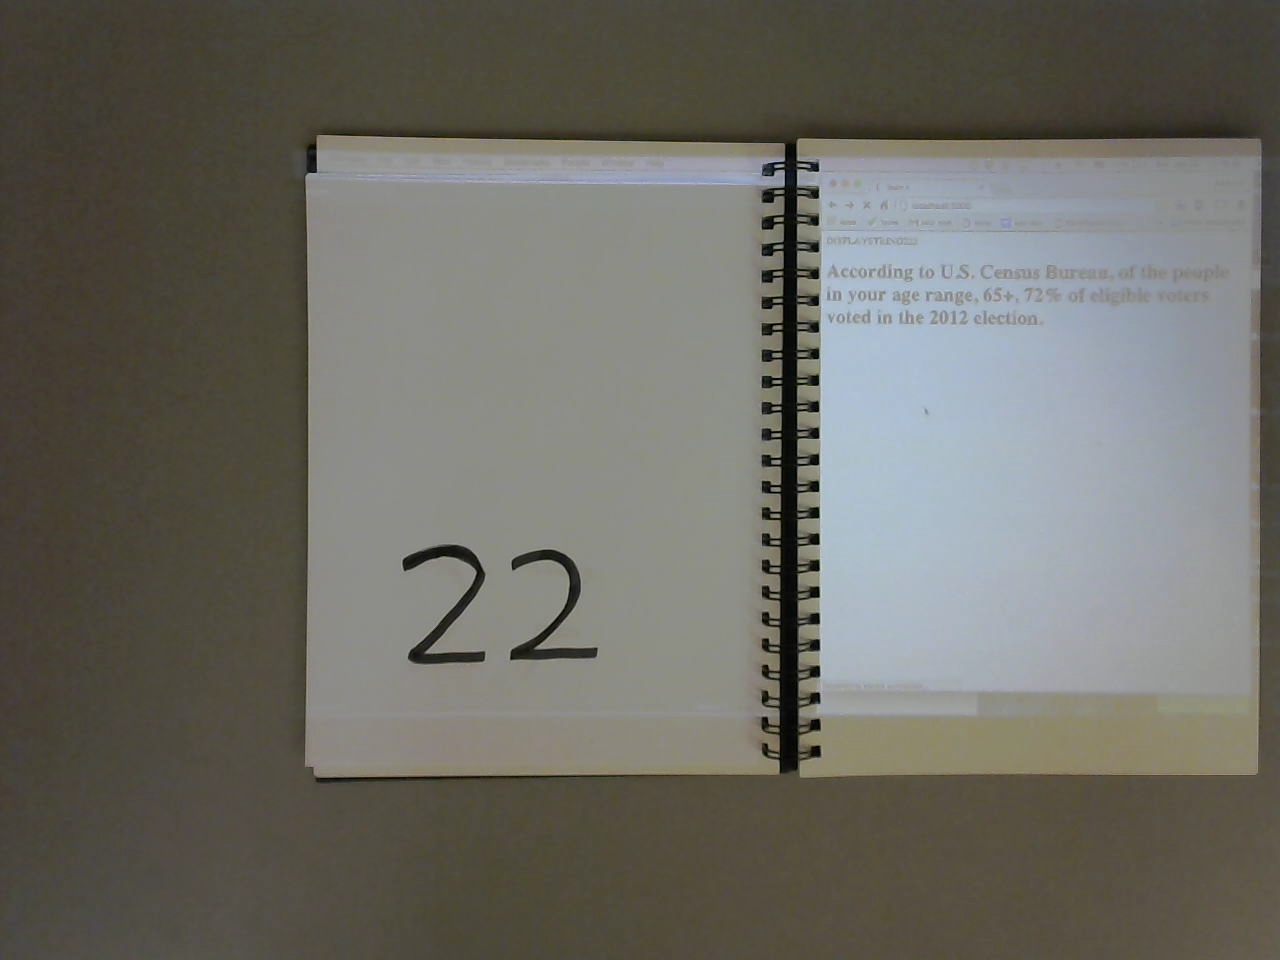 22
DISPLAYSTRING222
According to U.S. Census Bureau, of the people
in your age range, 65+, 72% of eligible voters
voted in the 2012 election.